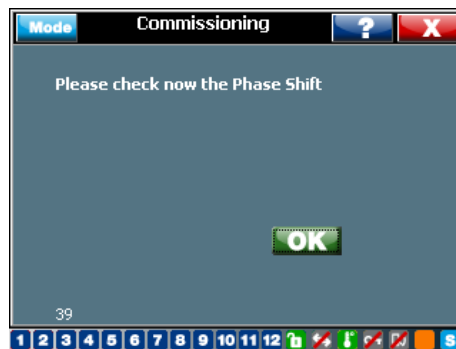 Mode Commissioning ? X
Please check now the Phase Shift
OK
39
1 2 3 4 5 6 7 8 9 10 11 12 S